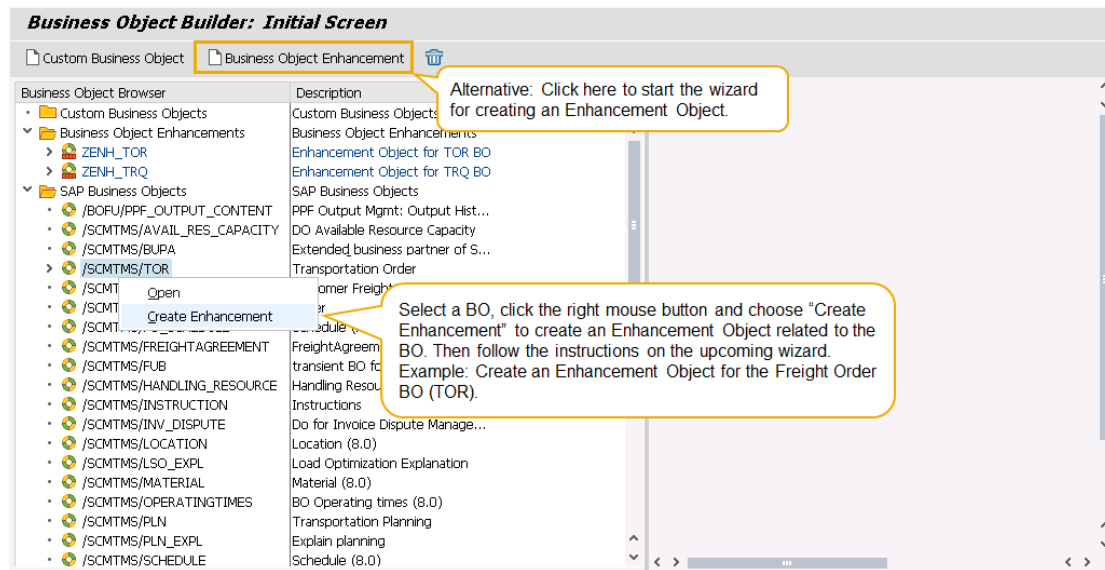 Business Object Builder: Initial Screen
Custom Business Object Business Object Enhancement
Alternative: Click here to start the wizard
for creating an Enhancement Object.
Business Object Browser Description
Custom Business Objects Custom Business Objects
Business Object Enhancements Business Object Enhancements
ZENH_TOR Enhancement Object for TOR BO
ZENH_TRQ Enhancement Object for TRQ BO
SAP Business Objects SAP Business Objects
/BOFU/PPF_OUTPUT_CONTENT PPF Output Mgmt: Output Hist...
/SCMTMS/AVAIL_RES_CAPACITY DO Available Resource Capacity
/SCMTMS/BUPA Extended business partner of S...
/SCMTMS/TOR Transportation Order
/SCMT
Open
Create Enhancement
Select a BO, click the right mouse button and choose “Create
Enhancement” to create an Enhancement Object related to the
BO. Then follow the instructions on the upcoming wizard.
Example: Create an Enhancement Object for the Freight Order
BO (TOR).
/SCMTMS/FREIGHTAGREEMENT FreightAgreem
/SCMTMS/FUB transient BO fo
/SCMTMS/HANDLING_RESOURCE Handling Resou
/SCMTMS/INSTRUCTION Instructions
/SCMTMS/INV_DISPUTE Do for Invoice Dispute Manage...
/SCMTMS/LOCATION Location (8.0)
/SCMTMS/LSO_EXPL Load Optimization Explanation
/SCMTMS/MATERIAL Material (8.0)
/SCMTMS/OPERATINGTIMES BO Operating times (8.0)
/SCMTMS/PLN Transportation Planning
/SCMTMS/PLN_EXPL Explain planning
/SCMTMS/SCHEDULE Schedule (8.0)